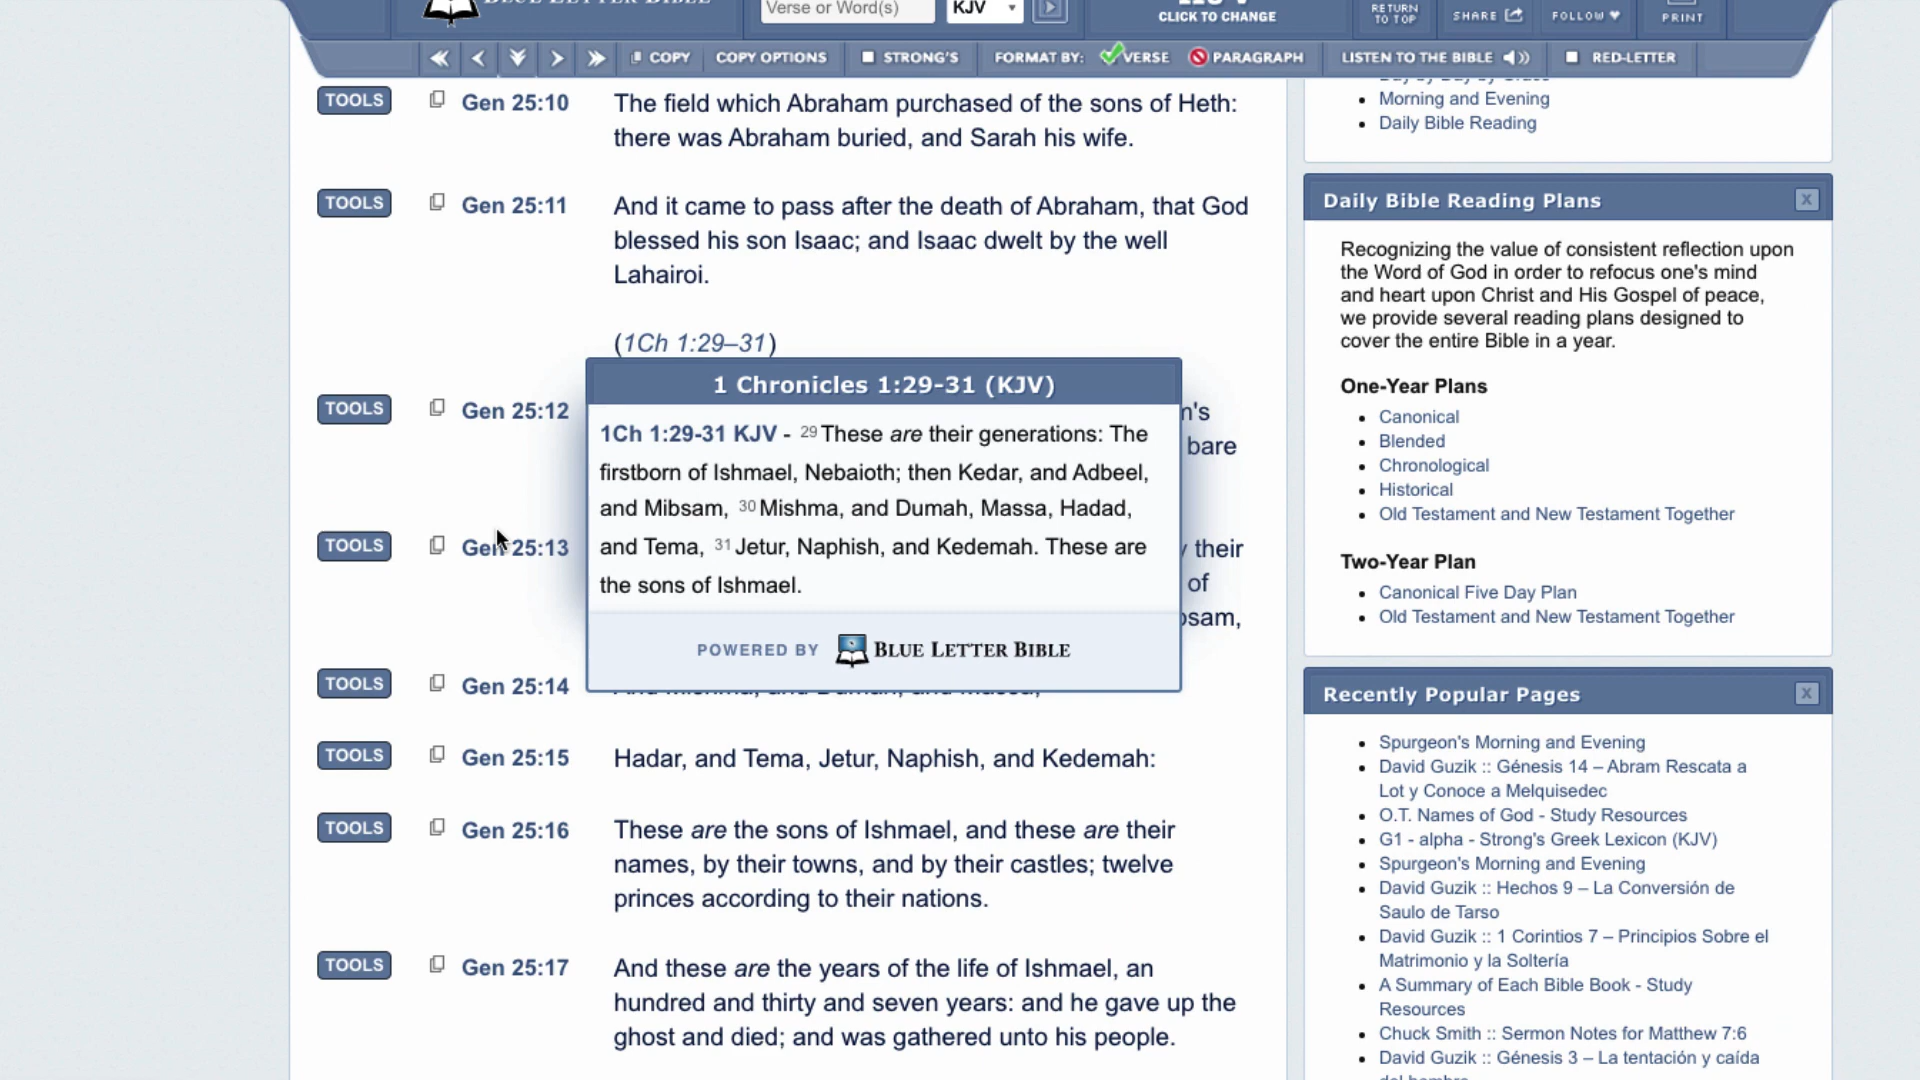 Verse or Word(s)
KJV
CLICK TO CHANGE
RETURN
TO TOP
SHARE
FOLLOW
PRINT
COPY
COPY OPTIONS
STRONG'S
FORMAT BY:
VERSE
PARAGRAPH
LISTEN TO THE BIBLE
RED-LETTER
TOOLS
Gen 25:10
The field which Abraham purchased of the sons of Heth:
there was Abraham buried, and Sarah his wife.
TOOLS
Gen 25:11
And it came to pass after the death of Abraham, that God
blessed his son Isaac; and Isaac dwelt by the well
Lahairoi.
(1Ch 1:29–31)
TOOLS
Gen 25:12
bare
1 Chronicles 1:29-31 (KJV)
1Ch 1:29-31 KJV - 29 These are their generations: The
firstborn of Ishmael, Nebaioth; then Kedar, and Adbeel,
and Mibsam, 30 Mishma, and Dumah, Massa, Hadad,
and Tema, 31 Jetur, Naphish, and Kedemah. These are
the sons of Ishmael.
POWERED BY
BLUE LETTER BIBLE
TOOLS
Gen 25:13
their
of
TOOLS
Gen 25:14
TOOLS
Gen 25:15
Hadar, and Tema, Jetur, Naphish, and Kedemah:
TOOLS
Gen 25:16
These are the sons of Ishmael, and these are their
names, by their towns, and by their castles; twelve
princes according to their nations.
TOOLS
Gen 25:17
And these are the years of the life of Ishmael, an
hundred and thirty and seven years: and he gave up the
ghost and died; and was gathered unto his people.
Morning and Evening
Daily Bible Reading
Daily Bible Reading Plans
X
Recognizing the value of consistent reflection upon
the Word of God in order to refocus one's mind
and heart upon Christ and His Gospel of peace,
we provide several reading plans designed to
cover the entire Bible in a year.
One-Year Plans
Canonical
Blended
Chronological
Historical
Old Testament and New Testament Together
Two-Year Plan
Canonical Five Day Plan
Old Testament and New Testament Together
Recently Popular Pages
X
Spurgeon's Morning and Evening
David Guzik :: Génesis 14 – Abram Rescata a
Lot y Conoce a Melquisedec
O.T. Names of God - Study Resources
G1 - alpha - Strong's Greek Lexicon (KJV)
Spurgeon's Morning and Evening
David Guzik :: Hechos 9 – La Conversión de
Saulo de Tarso
David Guzik :: 1 Corintios 7 – Principios Sobre el
Matrimonio y la Soltería
A Summary of Each Bible Book - Study
Resources
Chuck Smith :: Sermon Notes for Matthew 7:6
David Guzik :: Génesis 3 – La tentación y caída